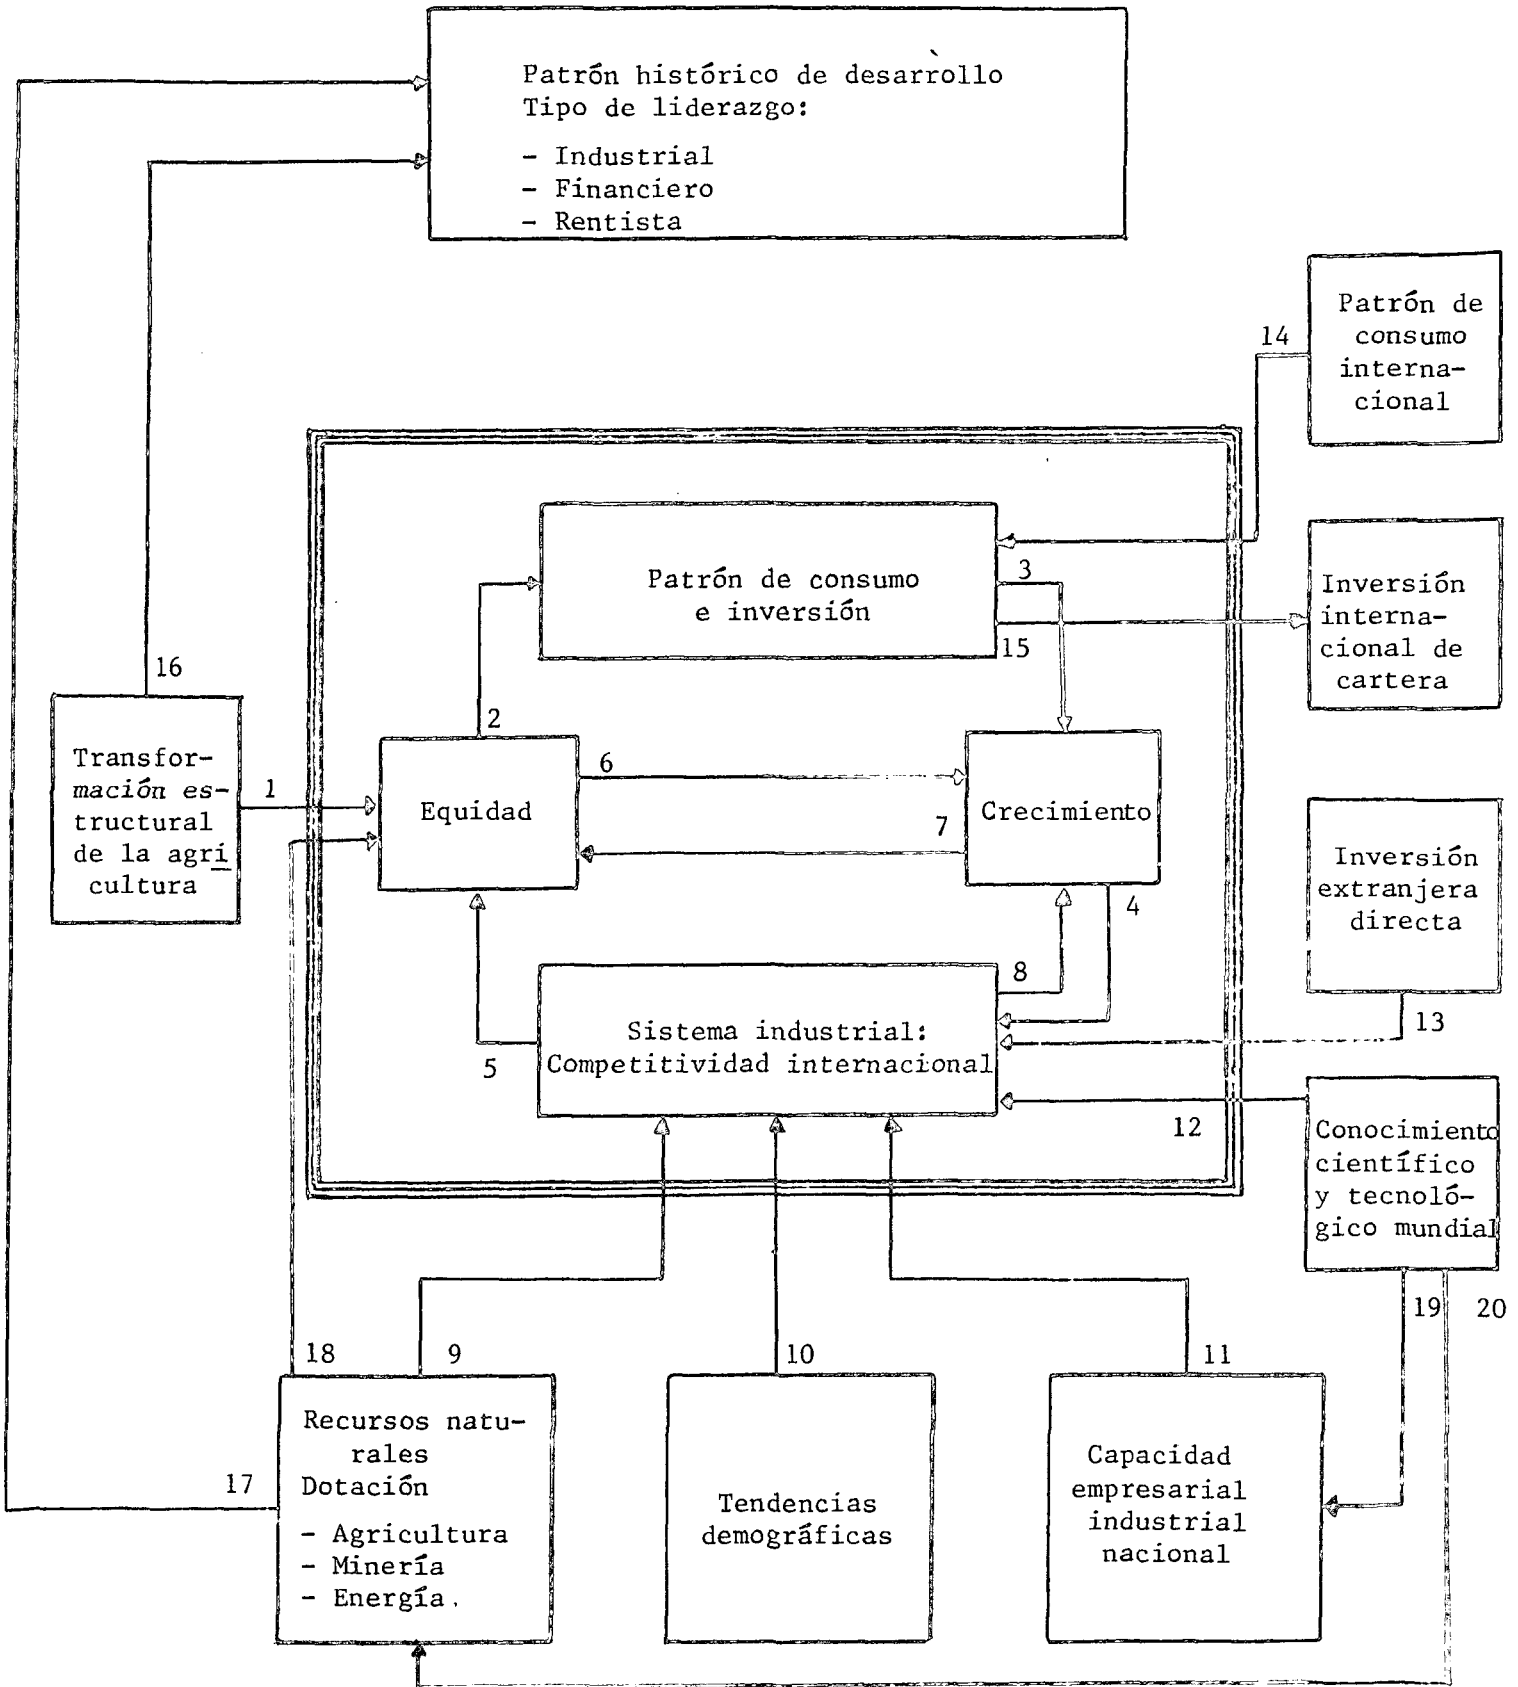 Patrón histórico de desarrollo
Tipo de liderazgo:
- Industrial
- Financiero
- Rentista
Patrón de
consumo
interna-
cional
14
Patrón de consumo
e inversión
3
15
Inversión
interna-
cional de
cartera
16
2
Transfor-
mación es-
tructural
de la agri
cultura
1
Equidad
6
7
Crecimiento
4
Inversión
extranjera
directa
13
8
5
Sistema industrial:
Competitividad internacional
12
Conocimiento
científico
y tecnoló-
gico mundial
19
20
18
9
10
11
17
Recursos natu-
rales
Dotación
- Agricultura
- Minería
- Energía.
Tendencias
demográficas
Capacidad
empresarial
industrial
nacional